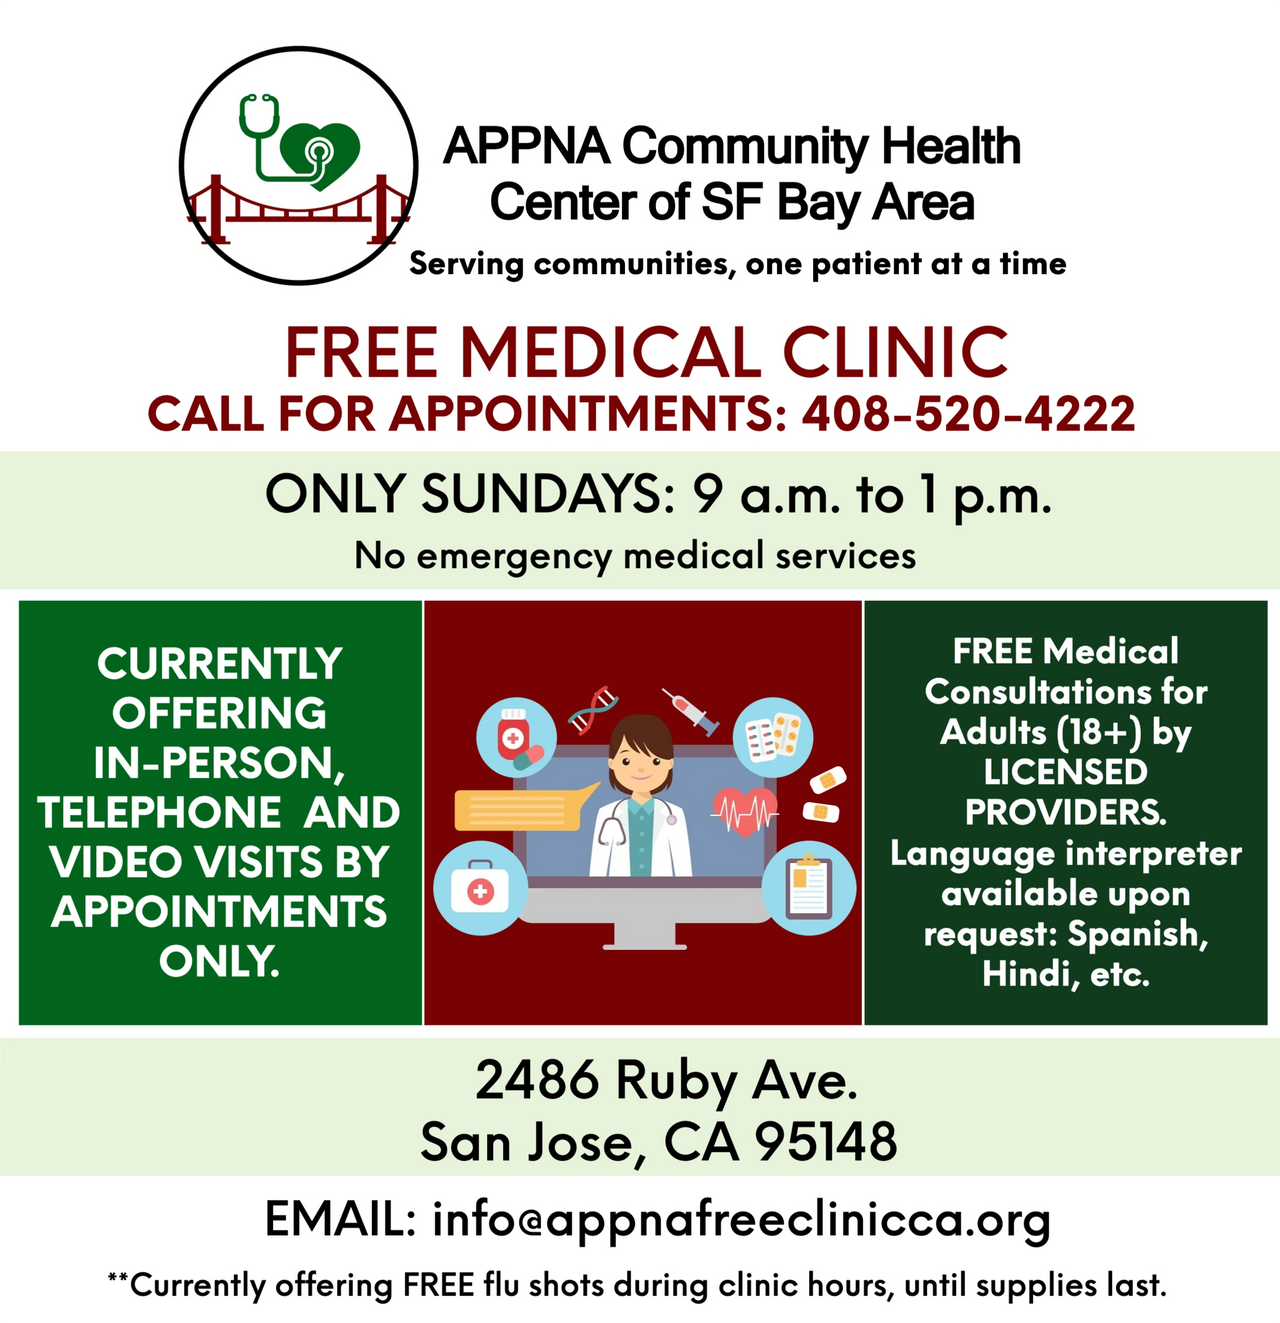 APPNA Community Health
Center of SF Bay Area
Serving communities, one patient at a time
FREE MEDICAL CLINIC
CALL FOR APPOINTMENTS: 408-520-4222
ONLY SUNDAYS: 9 a.m. to 1 p.m.
No emergency medical services
CURRENTLY
OFFERING
IN-PERSON,
TELEPHONE AND
VIDEO VISITS BY
APPOINTMENTS
ONLY.
FREE Medical
Consultations for
Adults (18+) by
LICENSED
PROVIDERS.
Language interpreter
available upon
request: Spanish,
Hindi, etc.
2486 Ruby Ave.
San Jose, CA 95148
EMAIL: info@appnafreeclinicca.org
**Currently offering FREE flu shots during clinic hours, until supplies last.